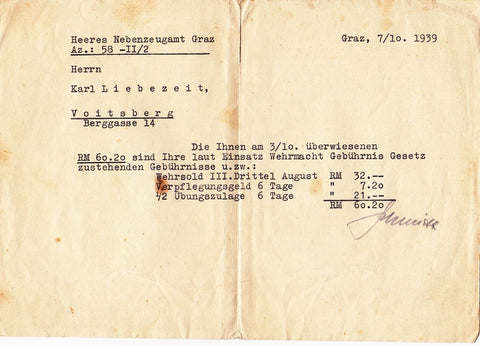 Heeres Nebenzeugamt Graz
Az.: 58 -II/2
Graz, 7/1o. 1939
Herrn
Karl L i e b e z e i t ,
V o i t s b e r g
Berggasse 14
Die Ihnen am 3/1o. überwiesenen
RM 6o.2o sind Ihre laut Einsatz Wehrmacht Gebührnis Gesetz
zustehenden Gebührnisse u.zw.:
Wehrsold III.Drittel August RM 32.--
Verpflegungsgeld 6 Tage " 7.2o
1/2 Übungszulage 6 Tage " 21.--
RM 6o.2o